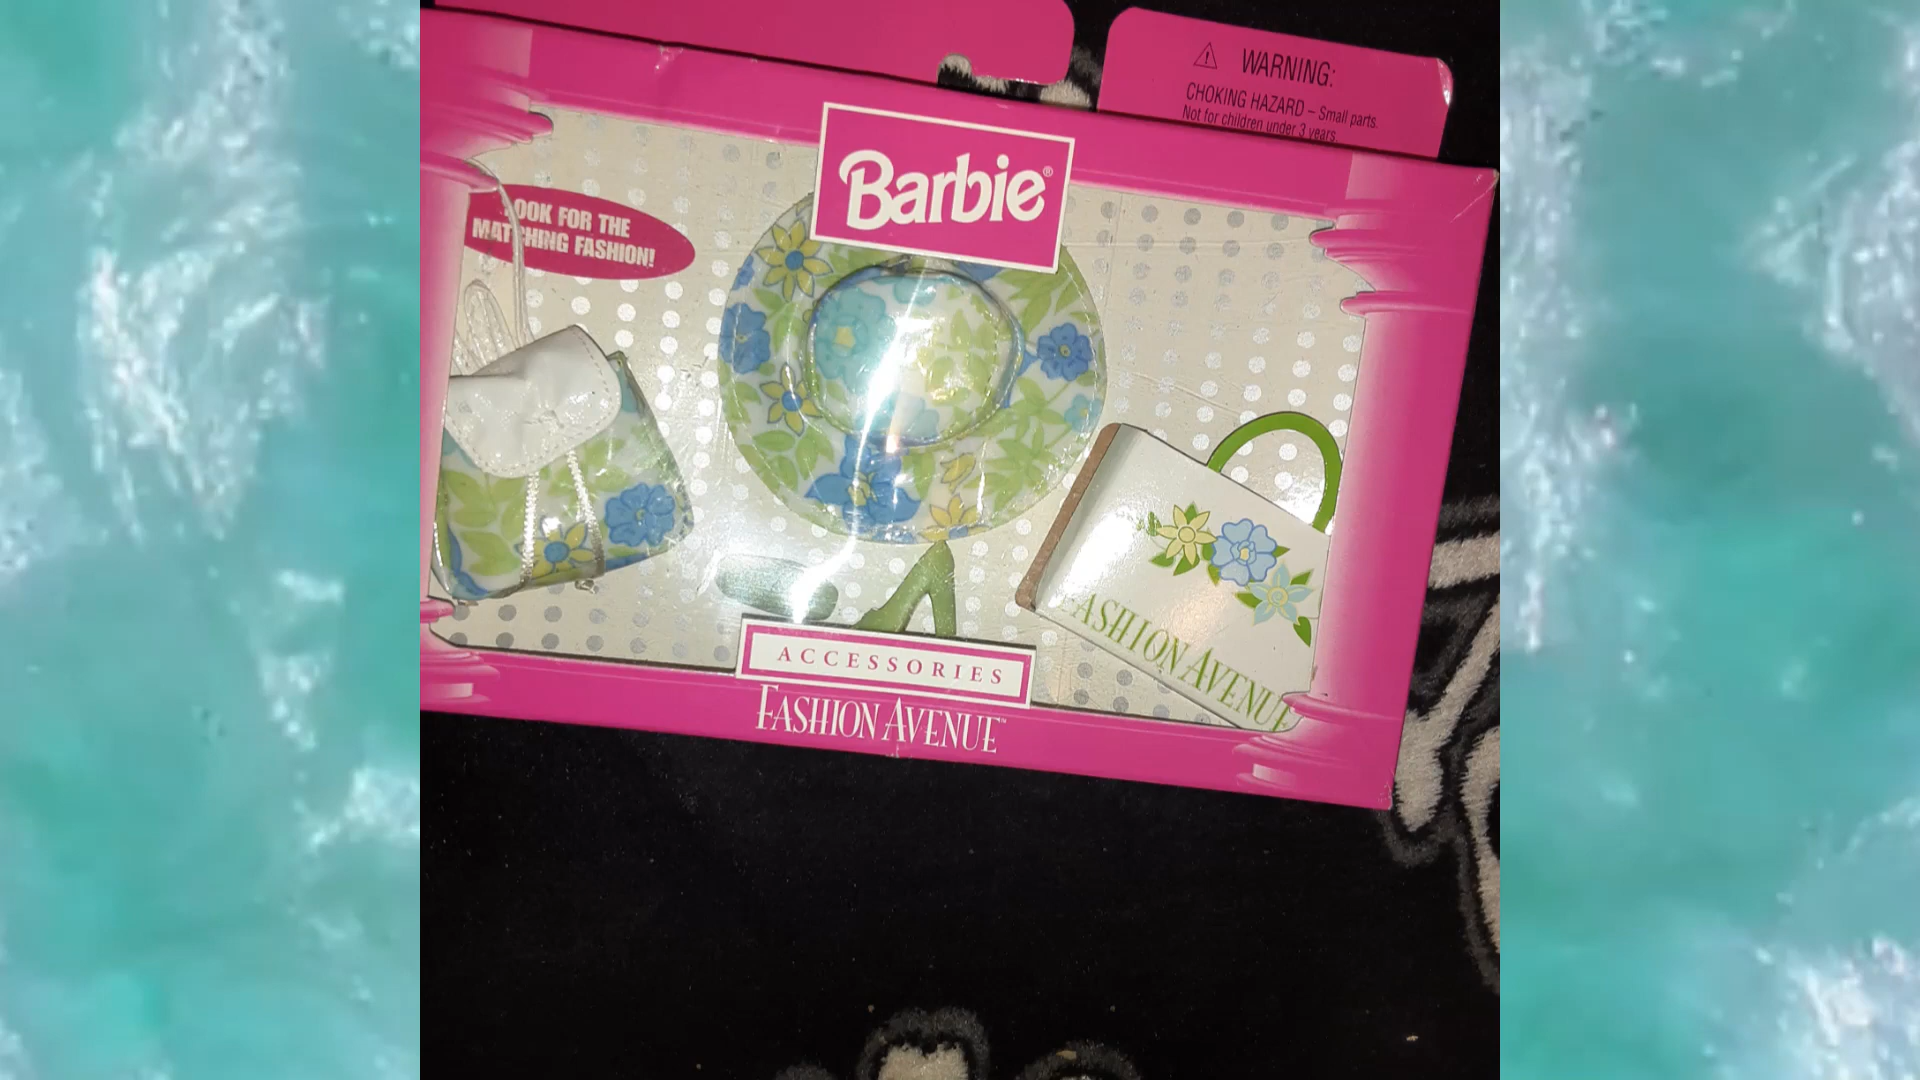 WARNING:
CHOKING HAZARD – Small parts.
Not for children under 3 years
Barbie®
LOOK FOR THE
MATCHING FASHION!
FASHION AVENUE
ACCESSORIES
FASHION AVENUE™